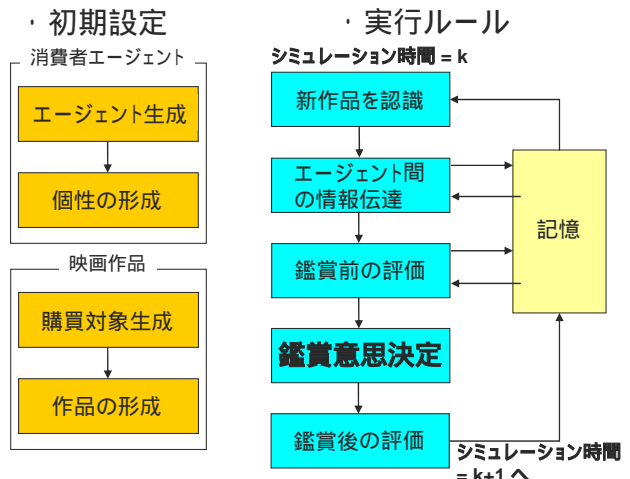 ・初期設定
消費者エージェント
エージェント生成
個性の形成
映画作品
購買対象生成
作品の形成
・実行ルール
シミュレーション時間 = k
新作品を認識
エージェント間
の情報伝達
鑑賞前の評価
鑑賞意思決定
鑑賞後の評価
記憶
シミュレーション時間
= k+1 へ